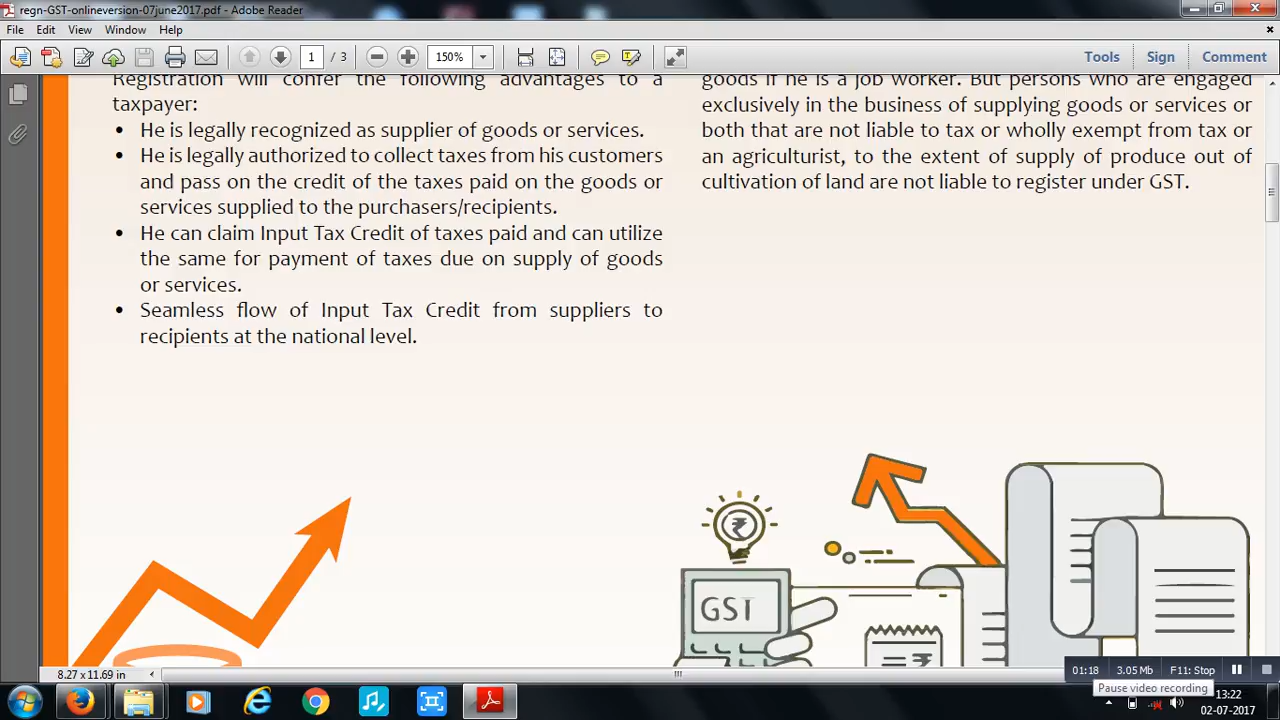 regn-GST-onlineversion-07june2017.pdf - Adobe Reader
File Edit View Window Help
1 / 3 150% Tools Sign Comment
Registration will confer the following advantages to a
taxpayer:
• He is legally recognized as supplier of goods or services.
• He is legally authorized to collect taxes from his customers
and pass on the credit of the taxes paid on the goods or
services supplied to the purchasers/recipients.
• He can claim Input Tax Credit of taxes paid and can utilize
the same for payment of taxes due on supply of goods
or services.
• Seamless flow of Input Tax Credit from suppliers to
recipients at the national level.
goods if he is a job worker. But persons who are engaged
exclusively in the business of supplying goods or services or
both that are not liable to tax or wholly exempt from tax or
an agriculturist, to the extent of supply of produce out of
cultivation of land are not liable to register under GST.
₹
GST
₹
8.27 x 11.69 in
01:18 3.05 Mb F11: Stop
Pause video recording
13:22
02-07-2017